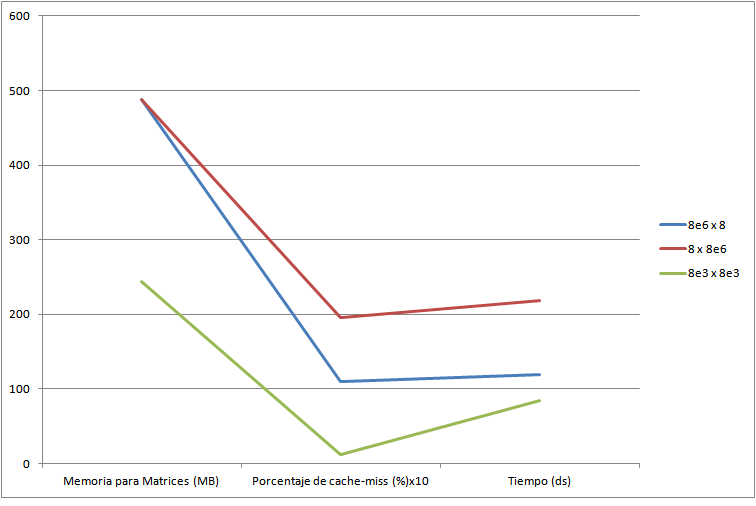 600
500
400
300
200
100
0
Memoria para Matrices (MB)
Porcentaje de cache-miss (%)x10
Tiempo (ds)
8e6 x 8
8 x 8e6
8e3 x 8e3